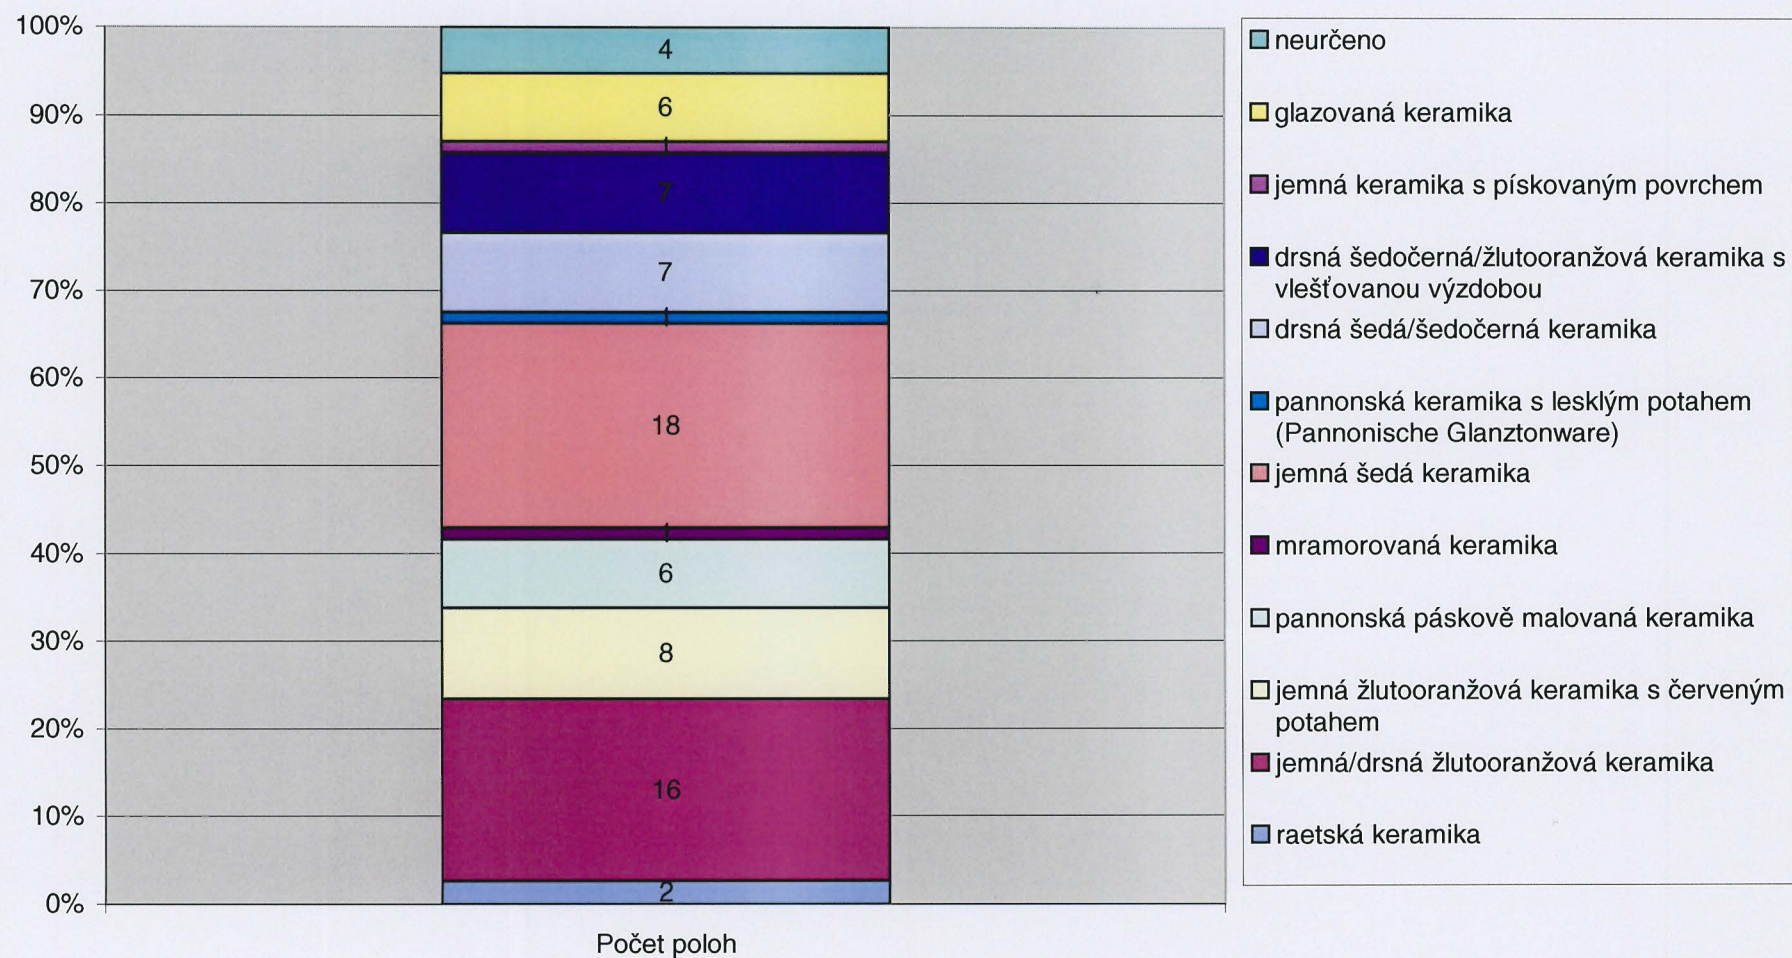 100%
90%
80%
70%
60%
50%
40%
30%
20%
10%
0%
4
6
1
7
7
1
18
1
6
8
16
2
Počet poloh
neurčeno
glazovaná keramika
jemná keramika s pískovaným povrchem
drsná šedočerná/žlutooranžová keramika s
vlešťovanou výzdobou
drsná šedá/šedočerná keramika
pannonská keramika s lesklým potahem
(Pannonische Glanztonware)
jemná šedá keramika
mramorovaná keramika
pannonská páskově malovaná keramika
jemná žlutooranžová keramika s červeným
potahem
jemná/drsná žlutooranžová keramika
raetská keramika